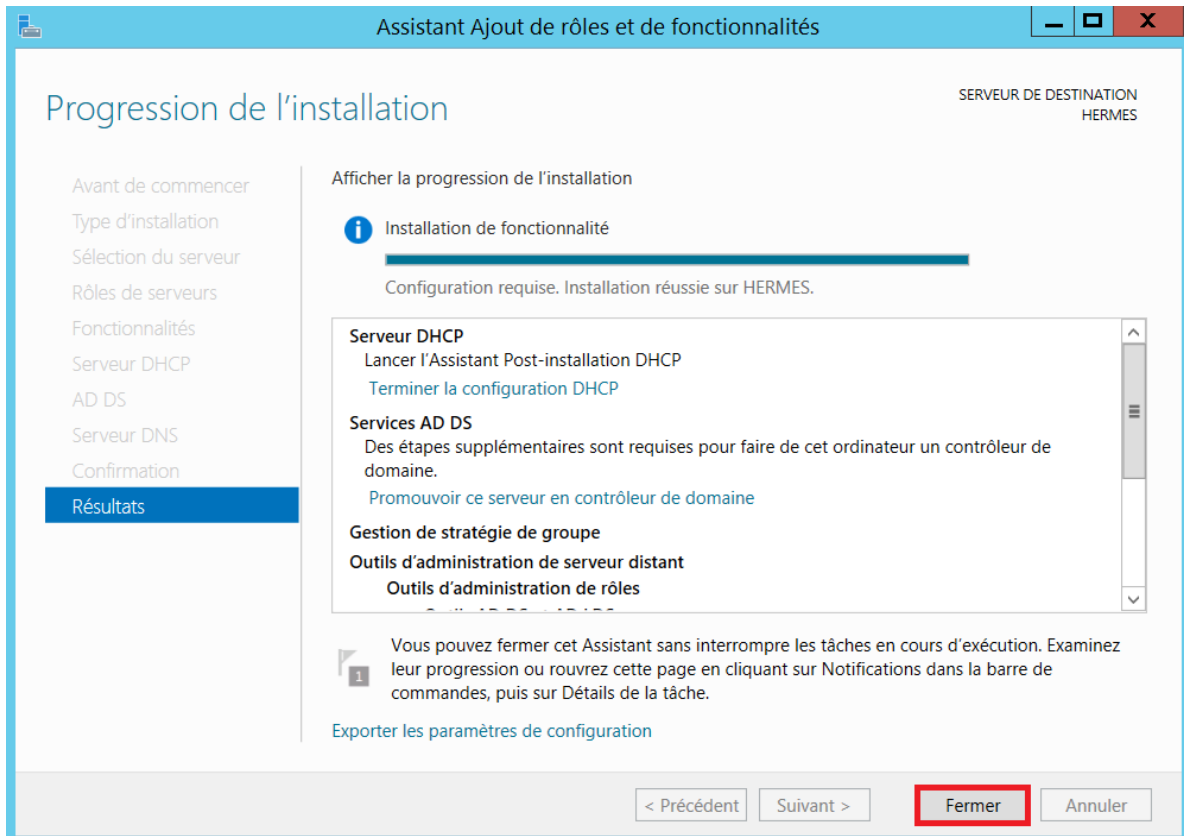 Assistant Ajout de rôles et de fonctionnalités
Progression de l'installation
SERVEUR DE DESTINATION
HERMES
Avant de commencer
Type d'installation
Sélection du serveur
Rôles de serveurs
Fonctionnalités
Serveur DHCP
AD DS
Serveur DNS
Confirmation
Résultats
Afficher la progression de l'installation
Installation de fonctionnalité
Configuration requise. Installation réussie sur HERMES.
Serveur DHCP
Lancer l'Assistant Post-installation DHCP
Terminer la configuration DHCP
Services AD DS
Des étapes supplémentaires sont requises pour faire de cet ordinateur un contrôleur de
domaine.
Promouvoir ce serveur en contrôleur de domaine
Gestion de stratégie de groupe
Outils d'administration de serveur distant
Outils d'administration de rôles
1
Vous pouvez fermer cet Assistant sans interrompre les tâches en cours d'exécution. Examinez
leur progression ou rouvrez cette page en cliquant sur Notifications dans la barre de
commandes, puis sur Détails de la tâche.
Exporter les paramètres de configuration
< Précédent
Suivant >
Fermer
Annuler